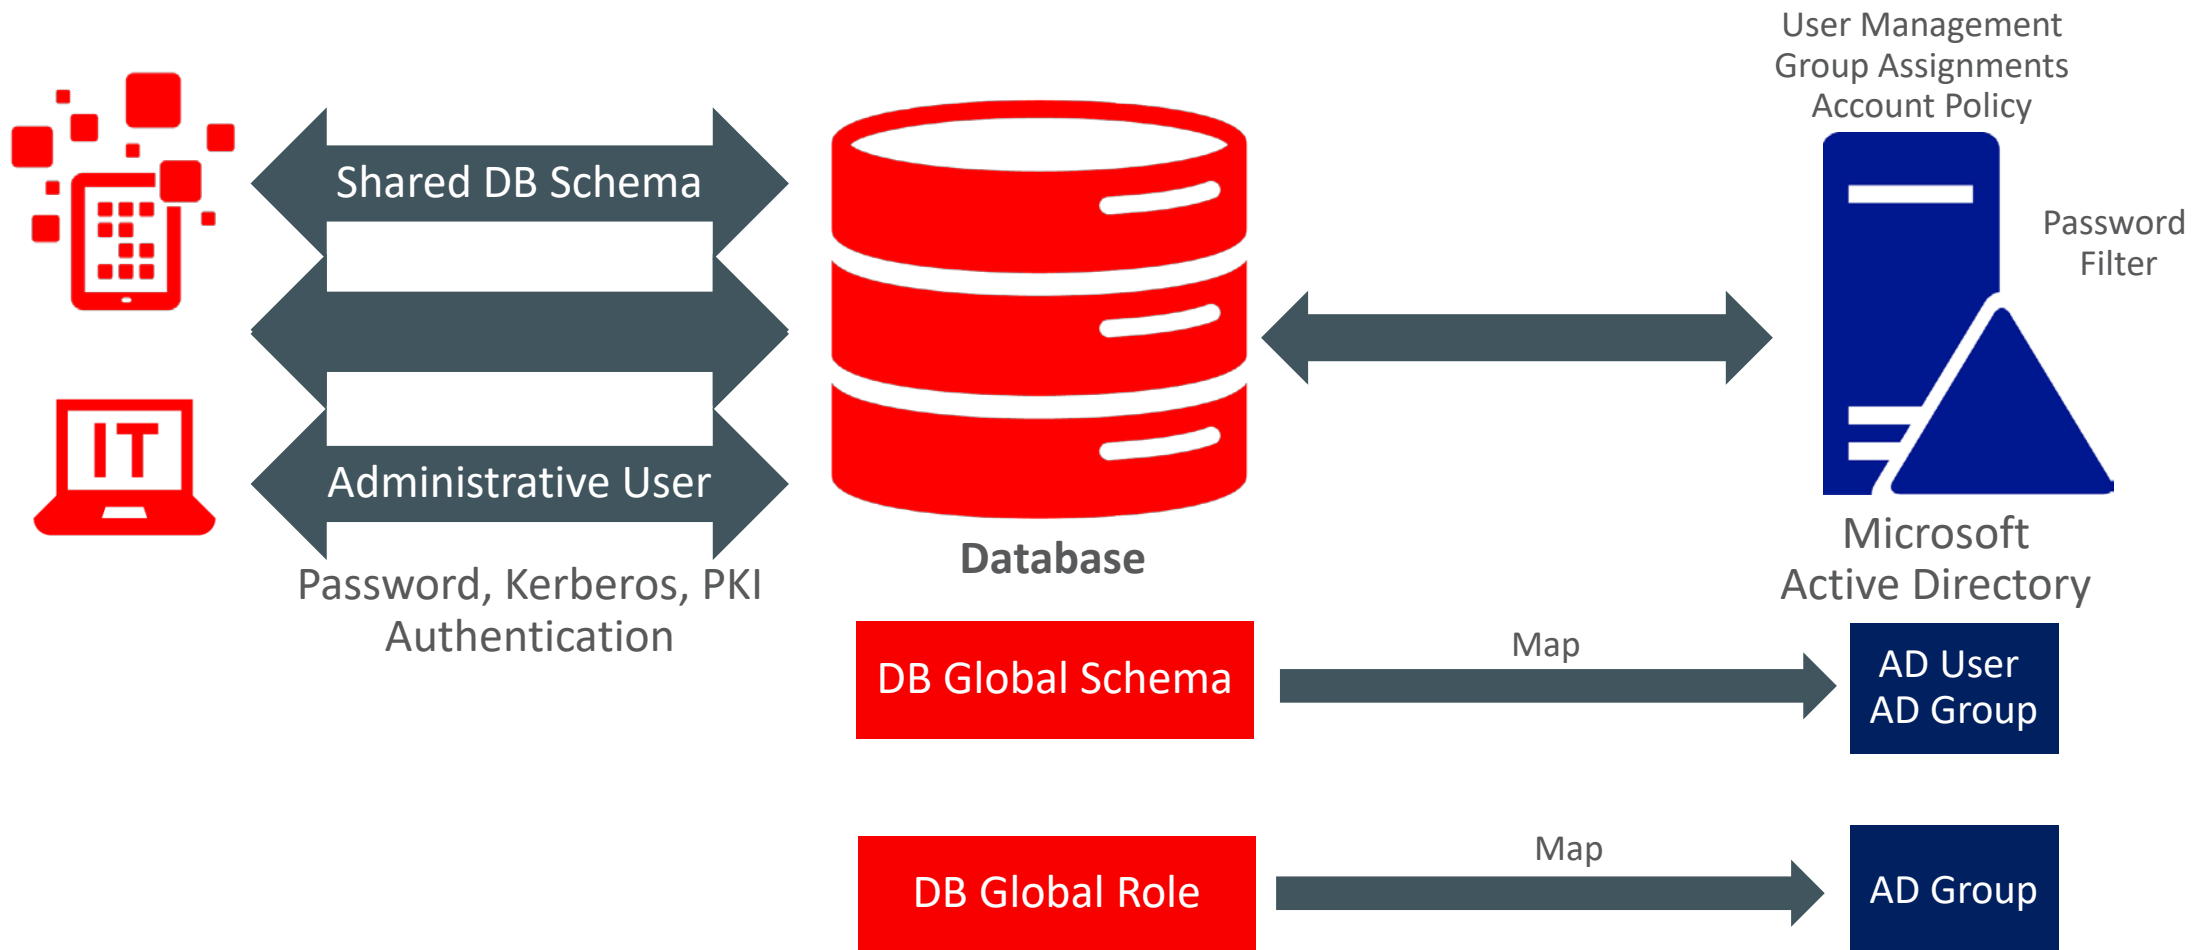 User Management
Group Assignments
Account Policy
Shared DB Schema
Password
Filter
IT
Administrative User
Password, Kerberos, PKI
Authentication
Database
Microsoft
Active Directory
DB Global Schema
Map
AD User
AD Group
DB Global Role
Map
AD Group